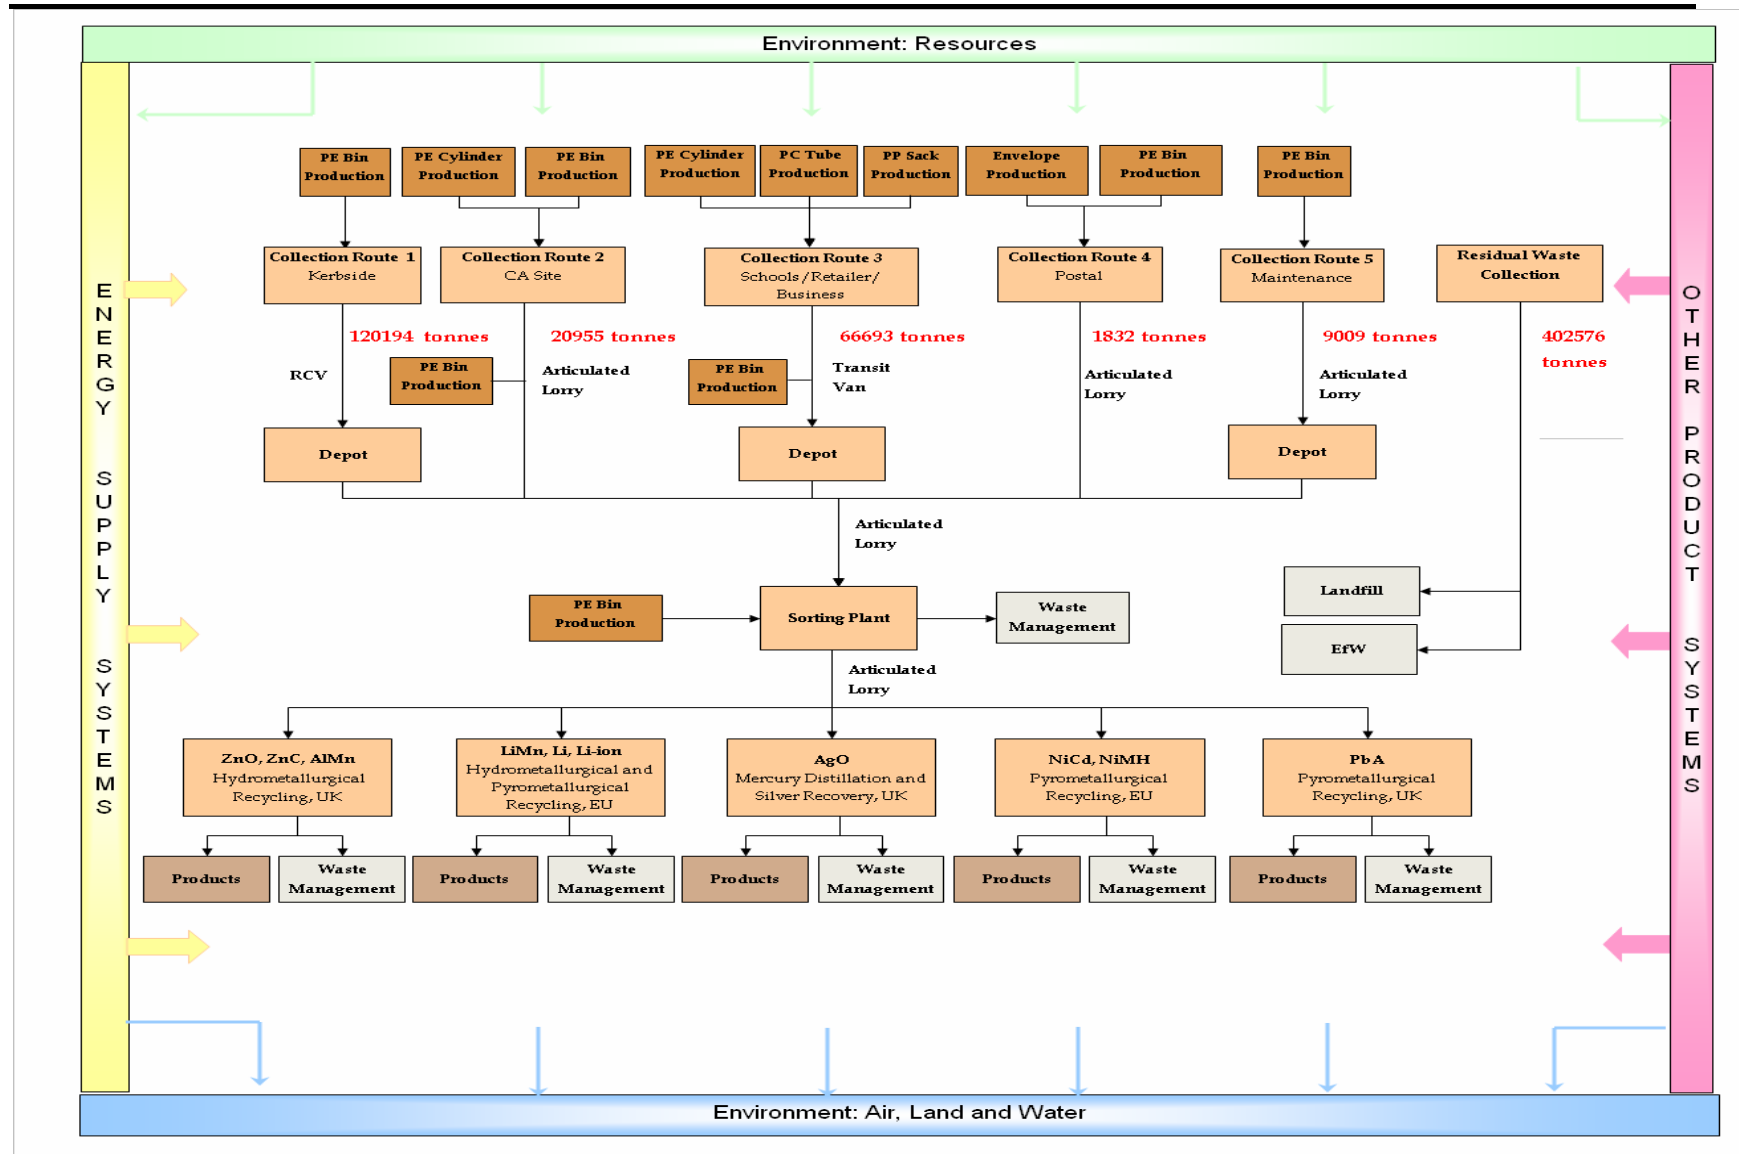 Environment: Resources
ENERGY SUPPLY SYSTEMS
OTHER PRODUCT SYSTEMS
PE Bin
Production
PE Cylinder
Production
PE Bin
Production
PE Cylinder
Production
PC Tube
Production
PP Sack
Production
Envelope
Production
PE Bin
Production
PE Bin
Production
Collection Route 1
Kerbside
Collection Route 2
CA Site
Collection Route 3
Schools/Retailer/
Business
Collection Route 4
Postal
Collection Route 5
Maintenance
Residual Waste
Collection
120194 tonnes
20955 tonnes
66693 tonnes
1832 tonnes
9009 tonnes
402576
tonnes
RCV
PE Bin
Production
Articulated
Lorry
PE Bin
Production
Transit
Van
Articulated
Lorry
Articulated
Lorry
Depot
Depot
Depot
Articulated
Lorry
PE Bin
Production
Sorting Plant
Waste
Management
Landfill
EfW
Articulated
Lorry
ZnO, ZnC, AlMn
Hydrometallurgical
Recycling, UK
LiMn, Li, Li-ion
Hydrometallurgical and
Pyrometallurgical
Recycling, EU
AgO
Mercury Distillation and
Silver Recovery, UK
NiCd, NiMH
Pyrometallurgical
Recycling, EU
PbA
Pyrometallurgical
Recycling, UK
Products
Waste
Management
Products
Waste
Management
Products
Waste
Management
Products
Waste
Management
Products
Waste
Management
Environment: Air, Land and Water